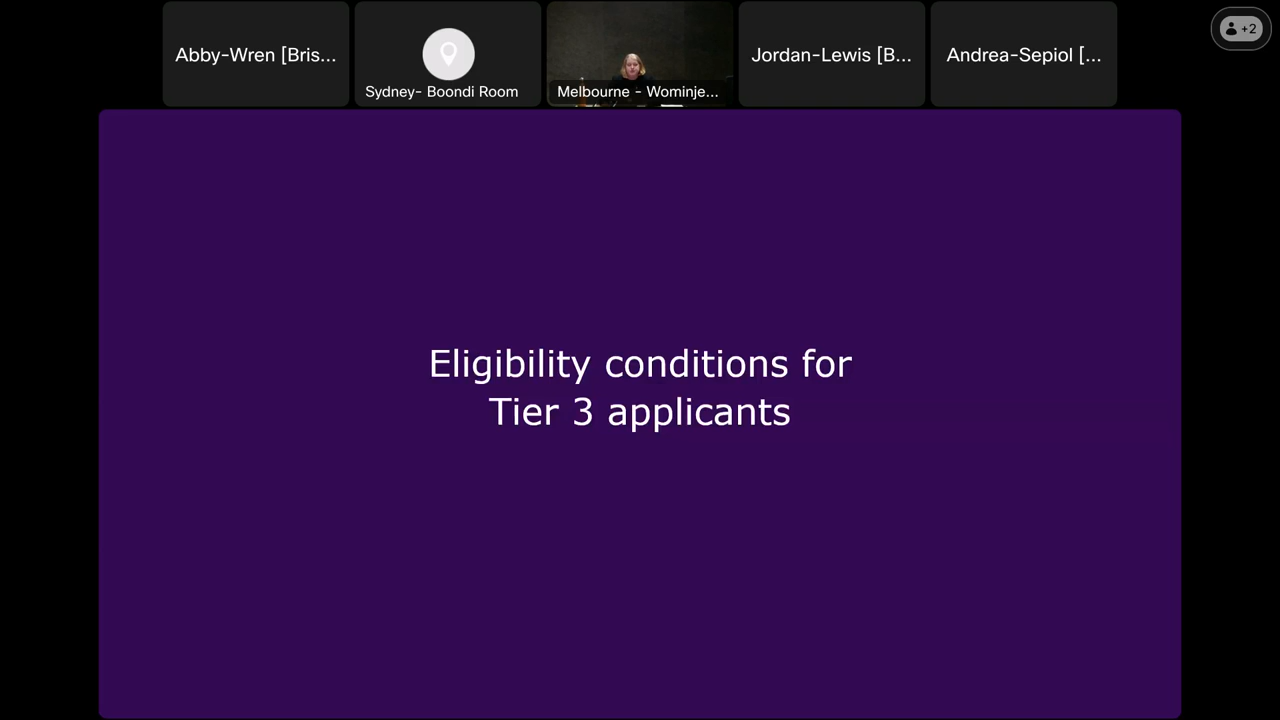 Abby-Wren [Bris...
Sydney- Boondi Room
Melbourne - Wominje...
Jordan-Lewis [B...
Andrea-Sepiol [...
+2
Eligibility conditions for
Tier 3 applicants